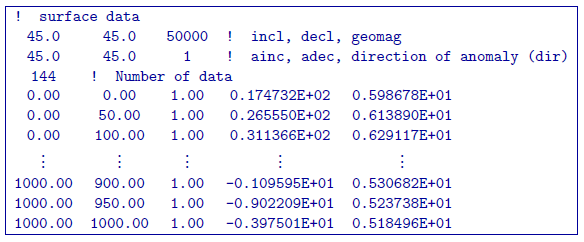 ! surface data
45.0 45.0 50000 ! incl, decl, geomag
45.0 45.0 1 ! ainc, adec, direction of anomaly (dir)
144 ! Number of data
0.00 0.00 1.00 0.174732E+02 0.598678E+01
0.00 50.00 1.00 0.265550E+02 0.613890E+01
0.00 100.00 1.00 0.311366E+02 0.629117E+01
⋮ ⋮ ⋮ ⋮ ⋮
1000.00 900.00 1.00 -0.109595E+01 0.530682E+01
1000.00 950.00 1.00 -0.902209E+01 0.523738E+01
1000.00 1000.00 1.00 -0.397501E+01 0.518496E+01